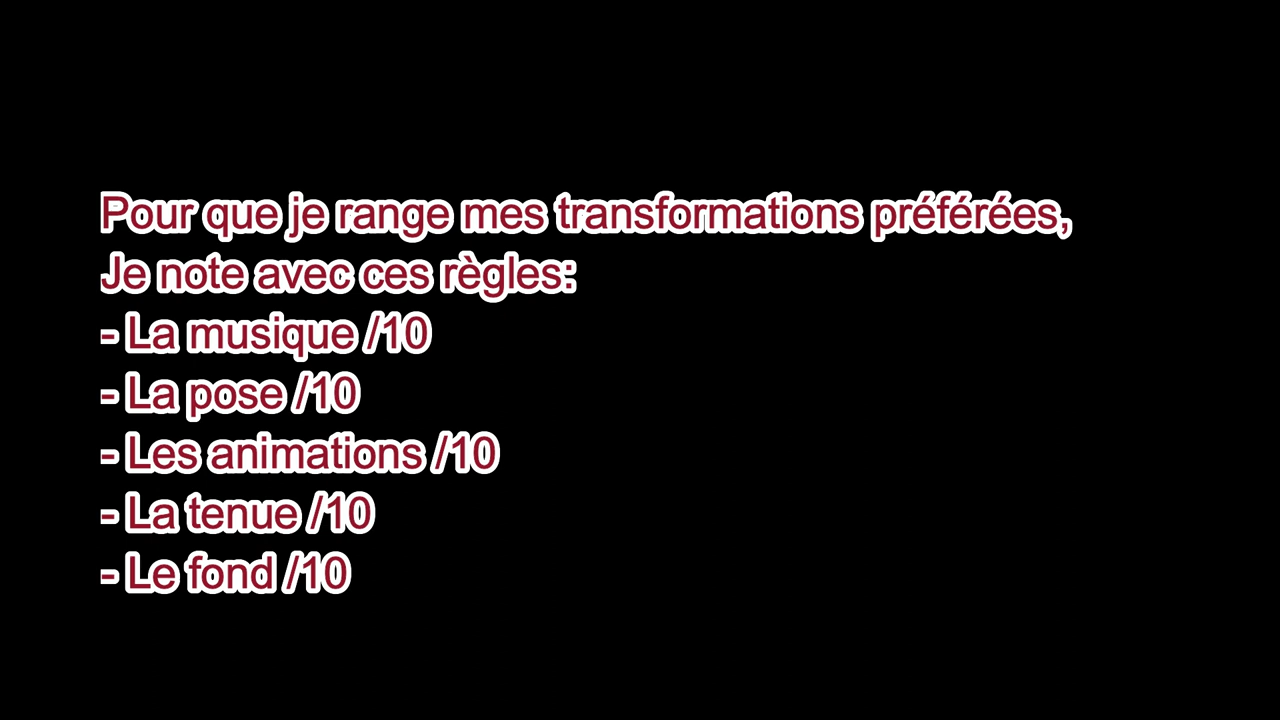 Pour que je range mes transformations préférées,
Je note avec ces règles:
- La musique /10
- La pose /10
- Les animations /10
- La tenue /10
- Le fond /10